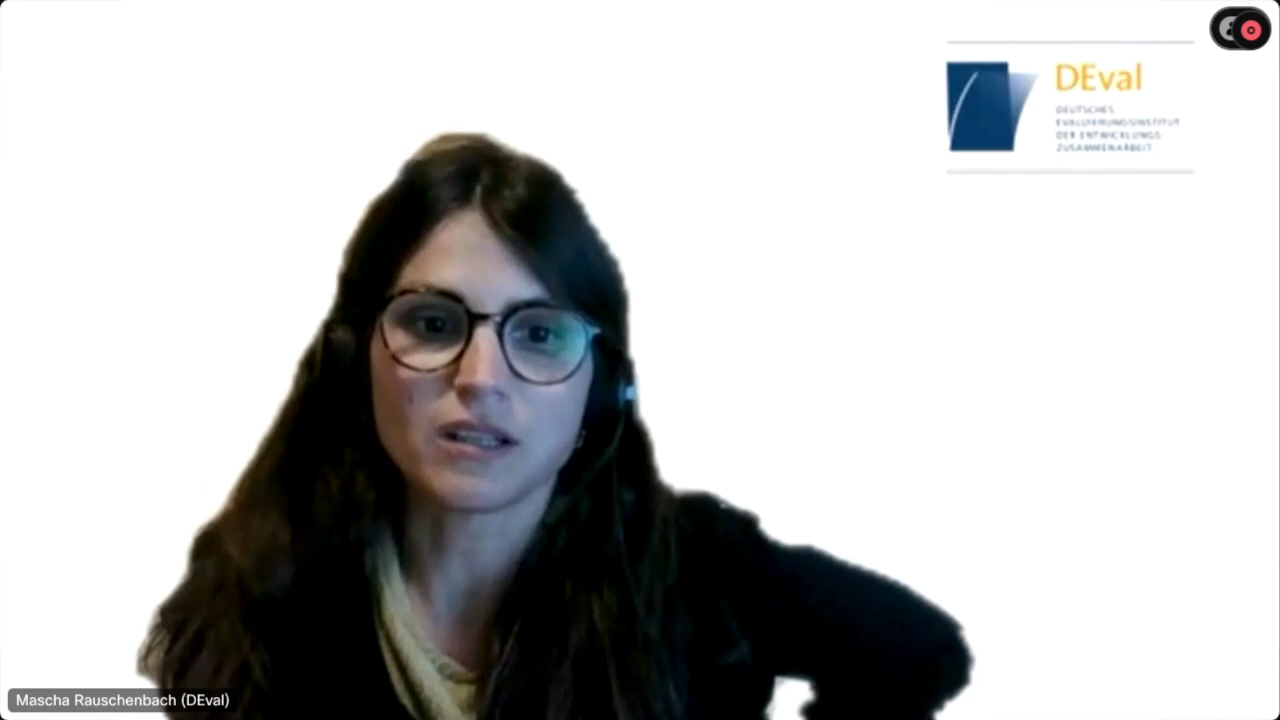 DEval
DEUTSCHES
EVALUIERUNGSINSTITUT
DER ENTWICKLUNGS-
ZUSAMMENARBEIT
Mascha Rauschenbach (DEval)